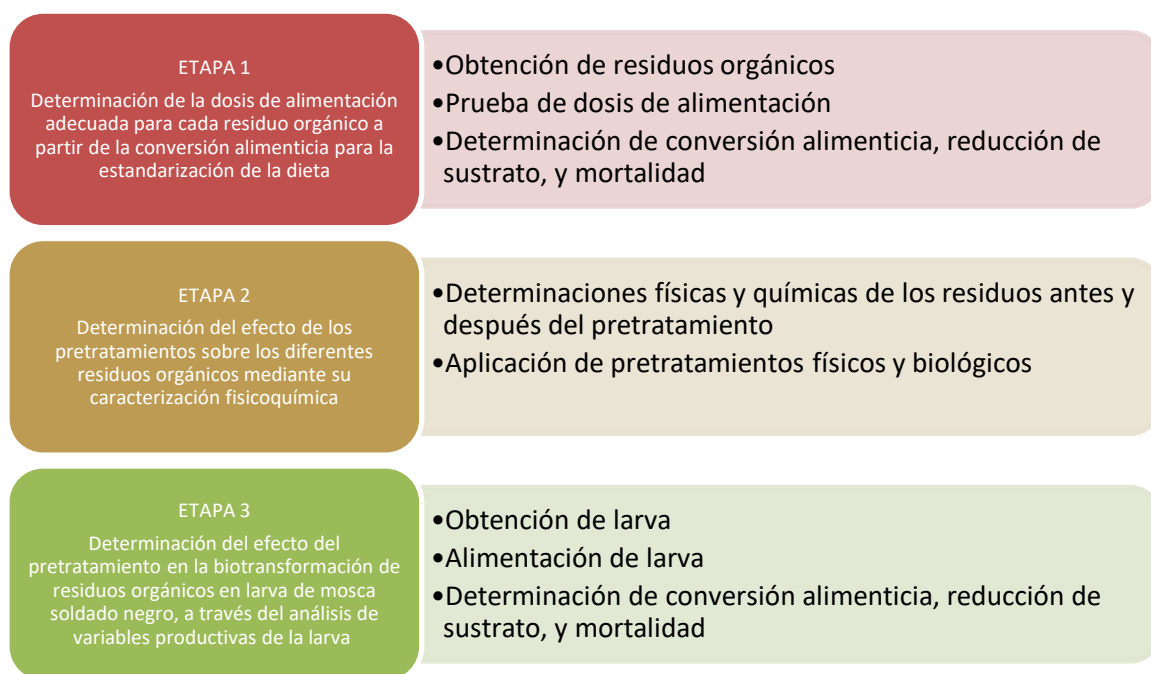 ETAPA 1
Determinación de la dosis de alimentación
adecuada para cada residuo orgánico a
partir de la conversión alimenticia para la
estandarización de la dieta
•Obtención de residuos orgánicos
•Prueba de dosis de alimentación
•Determinación de conversión alimenticia, reducción de
sustrato, y mortalidad
ETAPA 2
Determinación del efecto de los
pretratamientos sobre los diferentes
residuos orgánicos mediante su
caracterización fisicoquímica
•Determinaciones físicas y químicas de los residuos antes y
después del pretratamiento
•Aplicación de pretratamientos físicos y biológicos
ETAPA 3
Determinación del efecto del
pretratamiento en la biotransformación de
residuos orgánicos en larva de mosca
soldado negro, a través del análisis de
variables productivas de la larva
•Obtención de larva
•Alimentación de larva
•Determinación de conversión alimenticia, reducción de
sustrato, y mortalidad